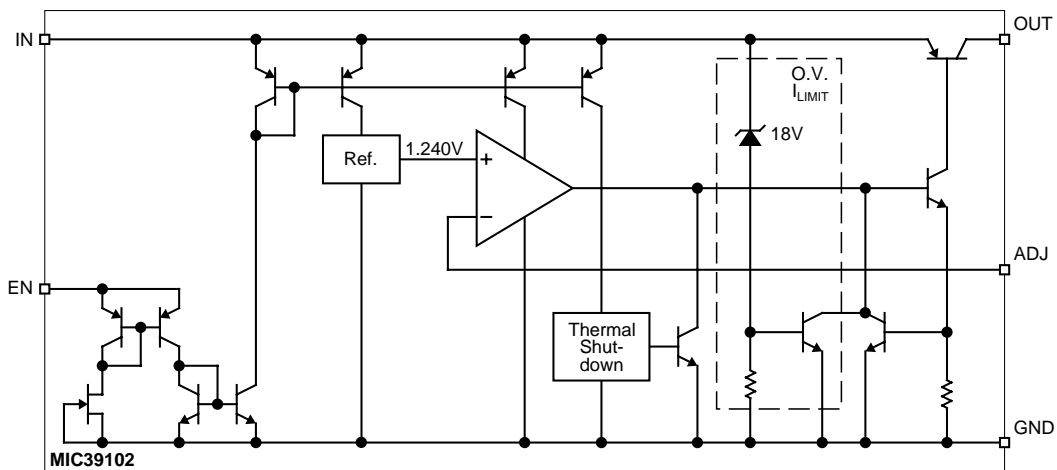 OUT
IN
O.V.
ILIMIT
18V
Ref.
1.240V
+
−
ADJ
EN
Thermal
Shut-
down
GND
MIC39102